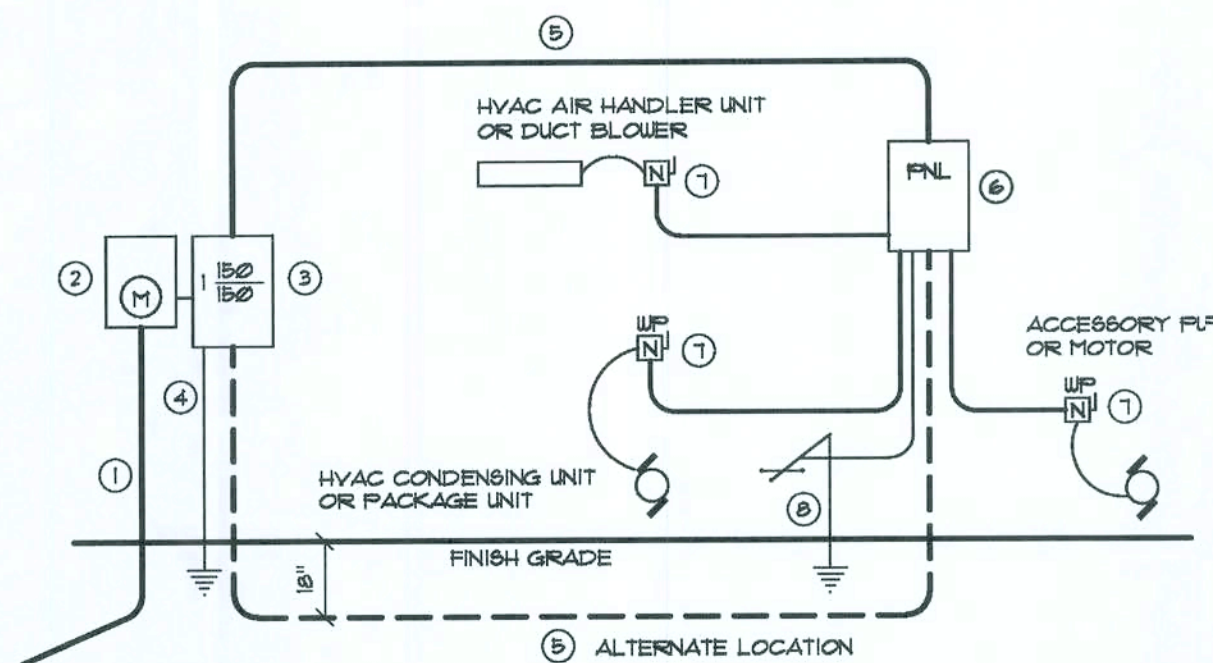 5
HVAC AIR HANDLER UNIT
OR DUCT BLOWER
N
7
PNL
6
2
M
1 150
150
3
WP
N
7
ACCESSORY
OR MOTOR
WP
N
7
4
1
HVAC CONDENSING UNIT
OR PACKAGE UNIT
8
FINISH GRADE
18"
5 ALTERNATE LOCATION